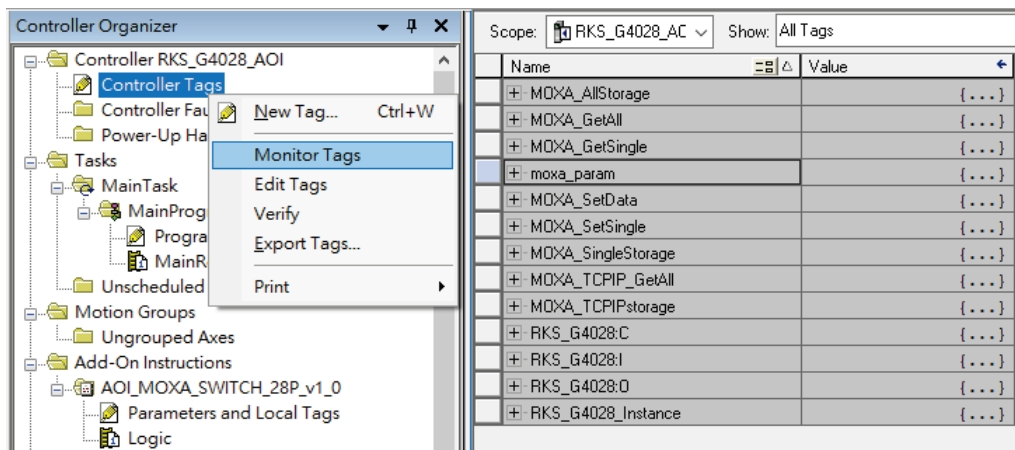 Controller Organizer
Controller RKS_G4028_AOI
Controller Tags
Controller Fau
Power-Up Ha
Tasks
MainTask
MainProg
Progra
MainR
Unscheduled
Motion Groups
Ungrouped Axes
Add-On Instructions
AOI_MOXA_SWITCH_28P_v1_0
Parameters and Local Tags
Logic
New Tag... Ctrl+W
Monitor Tags
Edit Tags
Verify
Export Tags...
Print
Scope: RKS_G4028_AC Show: All Tags
Name Value
MOXA_AllStorage {...}
MOXA_GetAll {...}
MOXA_GetSingle {...}
moxa_param {...}
MOXA_SetData {...}
MOXA_SetSingle {...}
MOXA_SingleStorage {...}
MOXA_TCPIP_GetAll {...}
MOXA_TCPIPstorage {...}
RKS_G4028:C {...}
RKS_G4028:I {...}
RKS_G4028:O {...}
RKS_G4028_Instance {...}